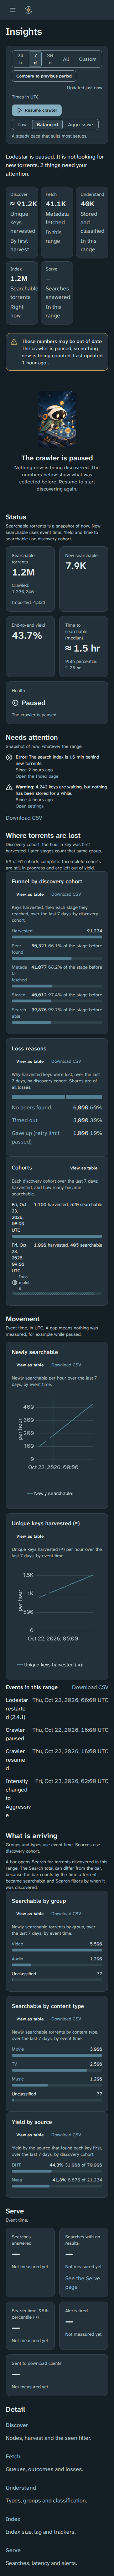 Insights
24 h
7 d
30 d
All
Custom
Compare to previous period
Updated just now
Times in UTC
Resume crawler
Low
Balanced
Aggressive
A steady pace that suits most setups.
Lodestar is paused. It is not looking for
new torrents. 2 things need your
attention.
Discover
≈ 91.2K
Unique keys harvested
By first harvest
Fetch
41.1K
Metadata fetched
In this range
Understand
40K
Stored and classified
In this range
Index
1.2M
Searchable torrents
Right now
Serve
—
Searches answered
In this range
These numbers may be out of date
The crawler is paused, so nothing
new is being counted. Last updated
1 hour ago .
The crawler is paused
Nothing new is being discovered. The
numbers below show what was
collected before. Resume to start
discovering again.
Status
Searchable torrents is a snapshot of now. New
searchable uses event time. Yield and time to
searchable use discovery cohort.
Searchable torrents
1.2M
Crawled: 1,230,246
Imported: 4,321
New searchable
7.9K
End-to-end yield
43.7%
Time to searchable (median)
≈ 1.5 hr
95th percentile: ≈ 25 hr
Health
Paused
The crawler is paused.
Needs attention
Snapshot of now, whatever the range.
Error: The search index is 1.6 min behind
new torrents.
Since 2 hours ago
Open the Index page
Warning: 4,242 keys are waiting, but nothing
has been stored for a while.
Since 4 hours ago
Open settings
Download CSV
Where torrents are lost
Discovery cohort: the hour a key was first
harvested. Later stages count that same group.
59 of 61 cohorts complete. Incomplete cohorts
are still in progress and are left out of yield
Funnel by discovery cohort
View as table
Download CSV
Keys harvested, then each stage they
reached, over the last 7 days, by discovery
cohort.
Harvested 91,234
Peer found 80,321 88.1% of the stage before
Metadata fetched 41,077 88.2% of the stage before
Stored 40,012 97.4% of the stage before
Searchable 39,876 99.7% of the stage before
Loss reasons
View as table
Download CSV
Why harvested keys were lost, over the last
7 days, by discovery cohort. Shares are of
all losses.
No peers found 6,000 60%
Timed out 3,000 30%
Gave up (retry limit passed) 1,000 10%
Cohorts
View as table
Each discovery cohort over the last 7 days:
harvested, and how many became
searchable.
Fri, Oct 23, 2026, 08:00 UTC
1,200 harvested, 520 searchable
Fri, Oct 23, 2026, 09:00 UTC
1,000 harvested, 405 searchable
Incomplete
Movement
Event time, in UTC. A gap means nothing was
measured, for example while paused.
Newly searchable
View as table
Download CSV
Newly searchable per hour over the last 7
days, by event time.
per hour
400
300
200
100
0
Oct 22, 2026, 00:00
Newly searchable:
Unique keys harvested (≈)
View as table
Unique keys harvested (≈) per hour over the
last 7 days, by event time.
per hour
1.5K
1K
500
0
Oct 22, 2026, 00:00
Unique keys harvested (≈):
Events in this range
Download CSV
Lodestar restarted (2.4.1)
Thu, Oct 22, 2026, 06:00 UTC
Crawler paused
Thu, Oct 22, 2026, 16:00 UTC
Crawler resumed
Thu, Oct 22, 2026, 18:00 UTC
Intensity changed to Aggressive
Fri, Oct 23, 2026, 02:00 UTC
What is arriving
Groups and types use event time. Sources use
discovery cohort.
A bar opens Search for torrents discovered in this
range. The Search total can differ from the bar,
because the bar counts by the time a torrent
became searchable and Search filters by when it
was discovered.
Searchable by group
View as table
Download CSV
Newly searchable torrents by group, over
the last 7 days, by event time.
Video 5,500
Audio 1,200
Unclassified 77
Searchable by content type
View as table
Download CSV
Newly searchable torrents by content type,
over the last 7 days, by event time.
Movie 3,000
TV 2,500
Music 1,200
Unclassified 77
Yield by source
View as table
Download CSV
Yield by the source that found each key first,
over the last 7 days, by discovery cohort.
DHT 44.3% 31,000 of 70,000
Serve
Event time.
Searches answered
—
Not measured yet
Searches with no results
—
Not measured yet
See the Serve page
Search time, 95th percentile (≈)
—
Not measured yet
Alerts fired
—
Not measured yet
Sent to download clients
—
Not measured yet
Detail
Discover
Nodes, harvest and the seen filter.
Fetch
Queues, outcomes and losses.
Understand
Types, groups and classification.
Index
Index size, lag and trackers.
Serve
Searches, latency and alerts.